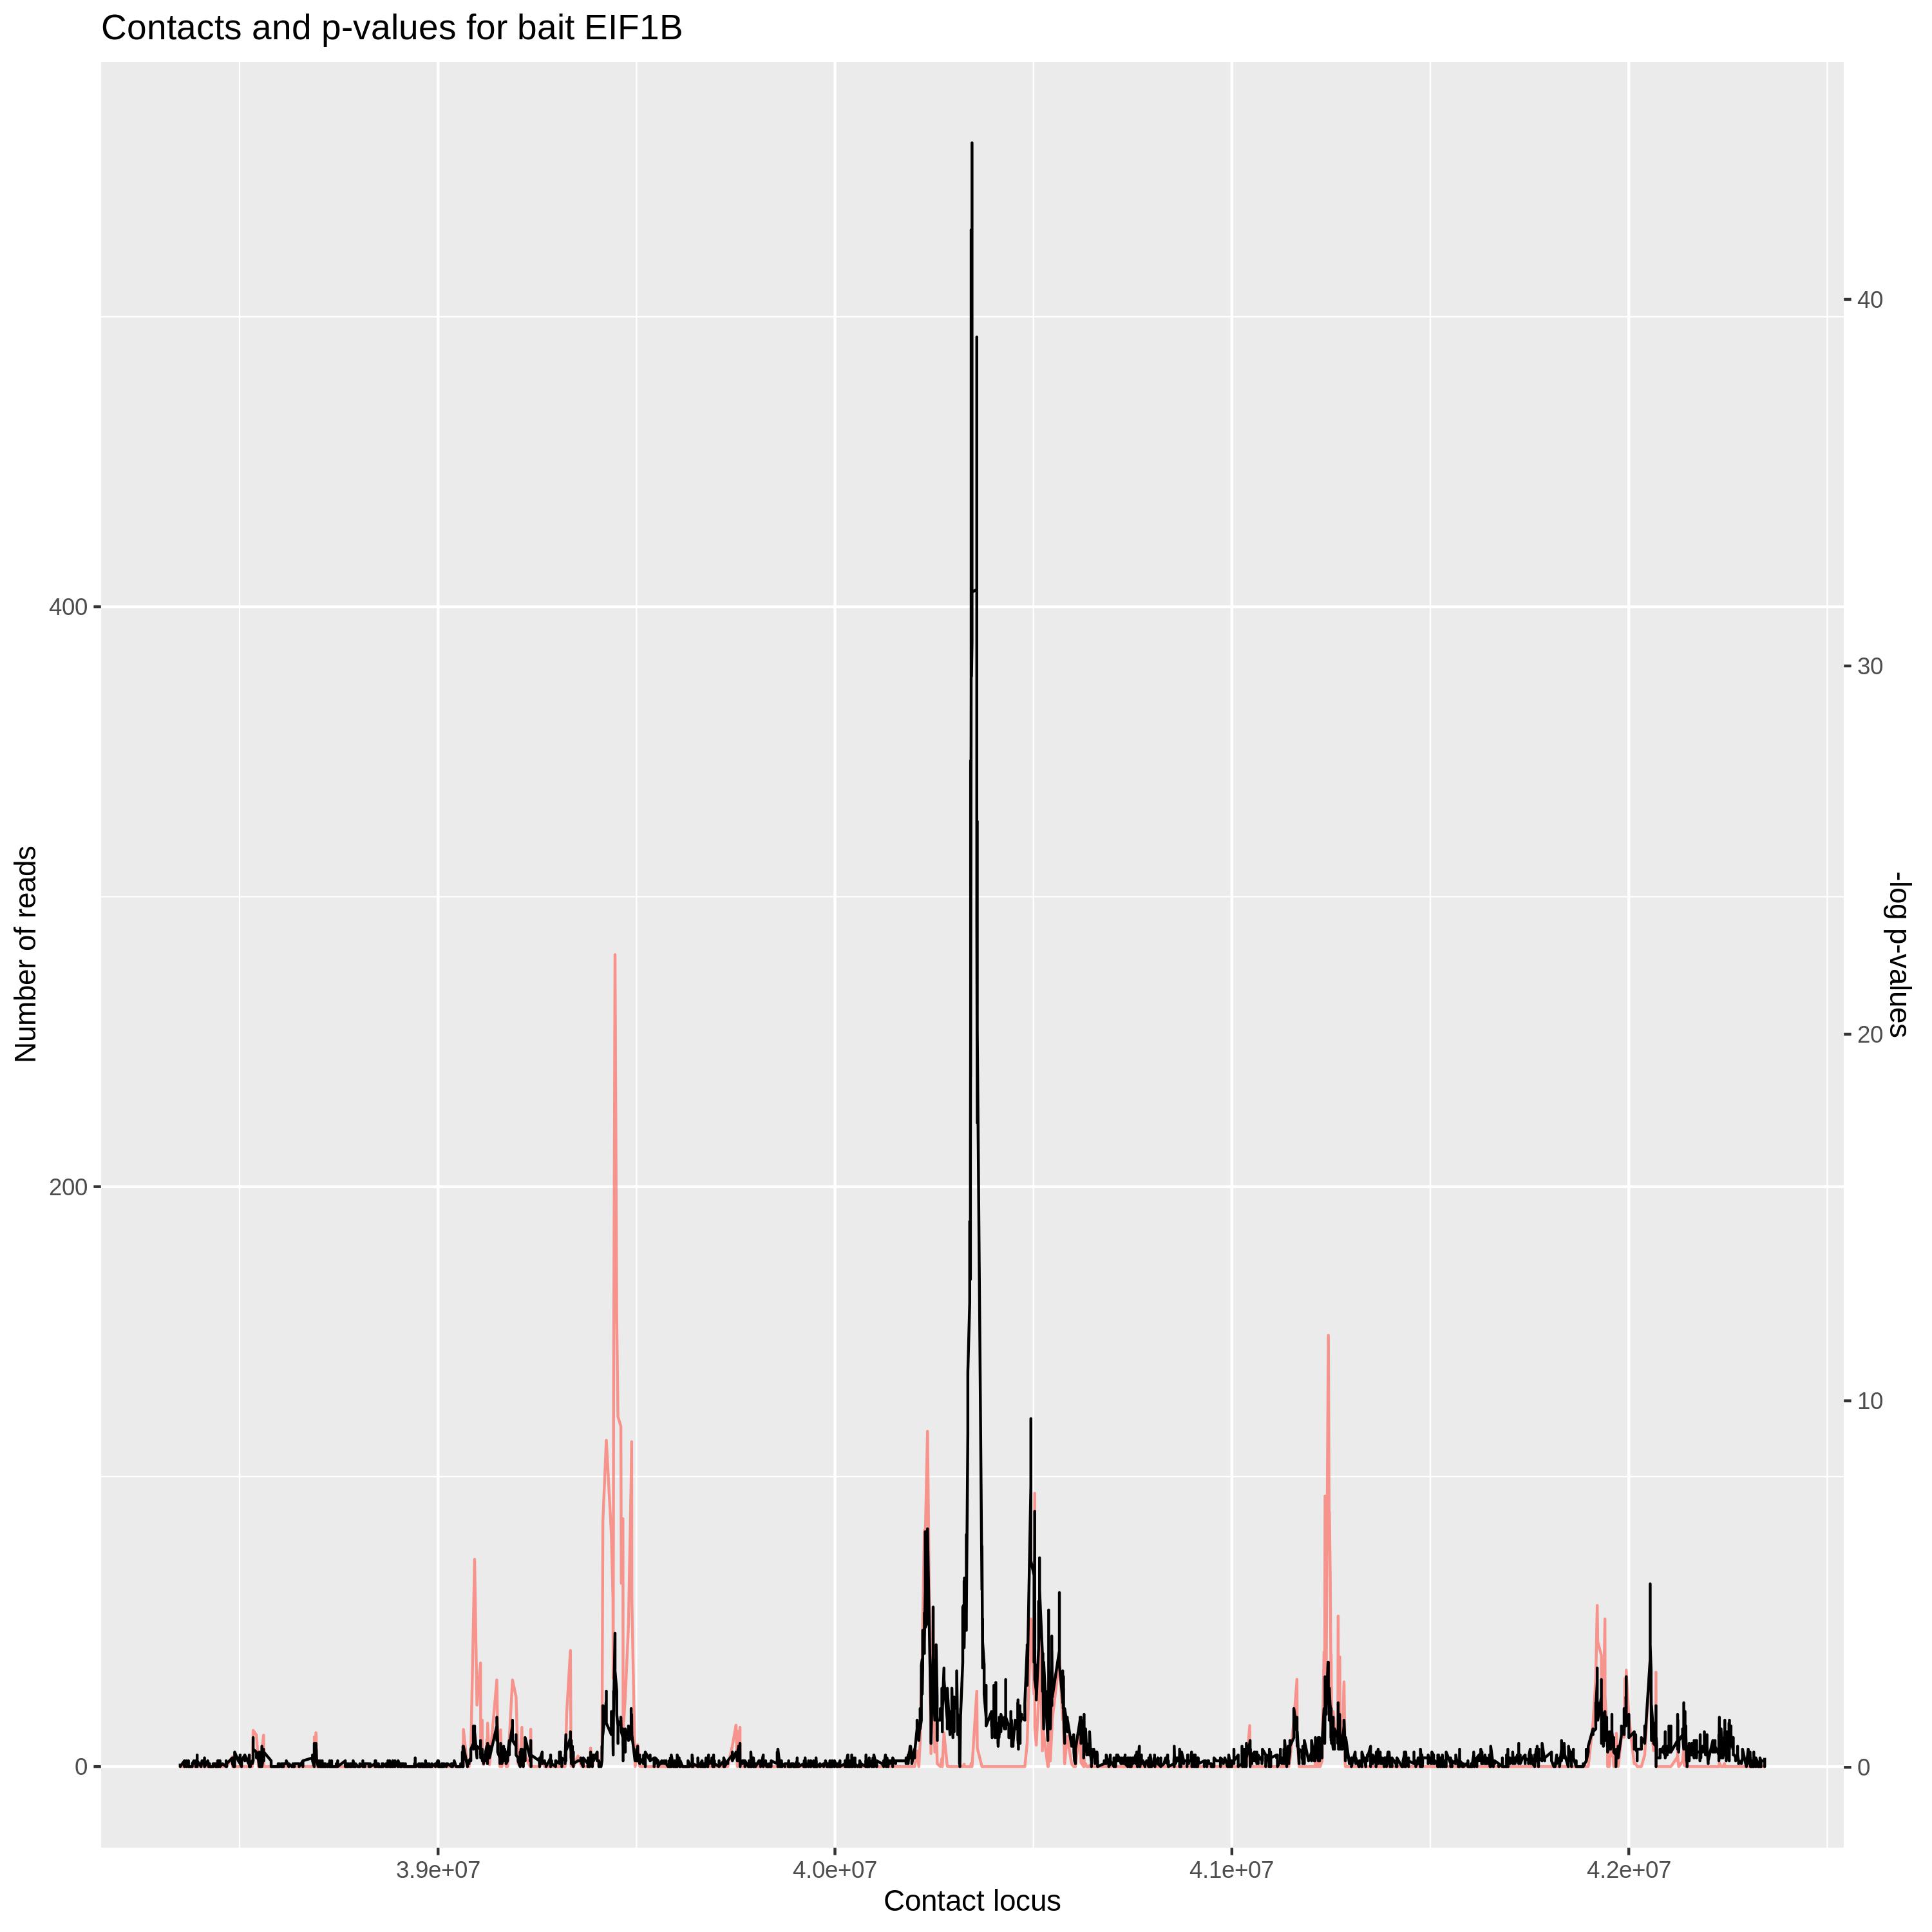 Contacts and p-values for bait EIF1B
Number of reads
400
200
0
40
30
20
10
0
-log p-values
3.9e+07 4.0e+07 4.1e+07 4.2e+07
Contact locus